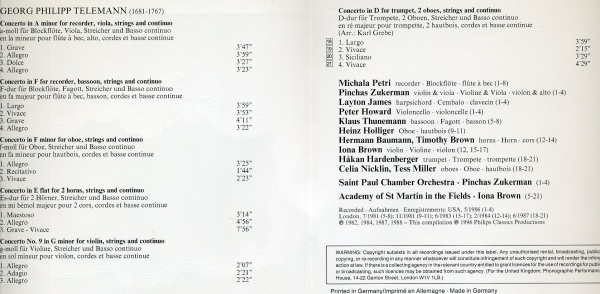 GEORG PHILIPP TELEMANN (1681-1767)
Concerto in A minor for recorder, viola, strings and continuo
a-moll für Blockflöte, Viola, Streicher und Basso continuo
en la mineur pour flûte à bec, alto, cordes et basse continue
1. Grave 3'47"
2. Allegro 3'59"
3. Dolce 3'27"
4. Allegro 3'23"
Concerto in F for recorder, bassoon, strings and continuo
F-dur für Blockflöte, Fagott, Streicher und Basso continuo
en fa majeur pour flûte à bec, basson, cordes et basse continue
1. Largo 3'59"
2. Vivace 3'53"
3. Grave 4'11"
4. Allegro 3'22"
Concerto in F minor for oboe, strings and continuo
f-moll für Oboe, Streicher und Basso continuo
en fa mineur pour hautbois, cordes et basse continue
1. Allegro 3'25"
2. Recitativo 1'44"
3. Vivace 2'23"
Concerto in E flat for 2 horns, strings and continuo
Es-dur für 2 Hörner, Streicher und Basso continuo
en mi bémol majeur pour 2 cors, cordes et basse continue
1. Maestoso 3'14"
2. Allegro 4'56"
3. Grave - Vivace 7'56"
Concerto No. 9 in G minor for violin, strings and continuo
g-moll für Violine, Streicher und Basso continuo
en sol mineur pour violon, cordes et basse continue
1. Allegro 2'07"
2. Adagio 2'21"
3. Allegro 2'22"
Concerto in D for trumpet, 2 oboes, strings and continuo
D-dur für Trompete, 2 Oboen, Streicher und Basso continuo
en ré majeur pour trompette, 2 hautbois, cordes et basse continue
(Arr.: Karl Grebe)
1. Largo 3'59"
2. Vivace 2'15"
3. Siciliano 3'29"
4. Vivace 4'29"
Michala Petri recorder · Blockflöte · flûte à bec (1-8)
Pinchas Zukerman violin & viola · Violine & Viola · violon & alto (1-4)
Layton James harpsichord · Cembalo · clavecin (1-4)
Peter Howard Violoncello · violoncelle (1-4)
Klaus Thunemann bassoon · Fagott · basson (5-8)
Heinz Holliger Oboe · hautbois (9-11)
Hermann Baumann, Timothy Brown horns · Horn · cors (12-14)
Iona Brown violin · Violine · violon (12, 15-17)
Håkan Hardenberger trumpet · Trompete · trompette (18-21)
Celia Nicklin, Tess Miller oboes · Oboe · hautbois (18-21)
Saint Paul Chamber Orchestra · Pinchas Zukerman (1-4)
Academy of St Martin in the Fields · Iona Brown (5-21)
Recorded · Aufnahmen · Enregistrements: USA, 5/1986 (1-4)
London, 7/1981 (5-8); 11/1981 (9-11); 6/1983 (15-17); 2/1984 (12-14); 6/1987 (18-21)
℗ 1982, 1984, 1987, 1988 – This compilation ℗ 1996 Philips Classics Productions
WARNING: Copyright subsists in all recordings issued under this label. Any unauthorised rental, broadcasting, public
copying, or re-recording in any manner whatsoever will constitute infringement of such copyright and will render the infring
action at law. If there is a collecting agency in the relevant country entitled to grant licences for the use of recordings for publi
or broadcasting, such licences may be obtained from such agency. (For the United Kingdom: Phonographic Performanc
House, 14-22 Ganton Street, London W1V 1LB.)
Printed in Germany/Imprimé en Allemagne · Made in Germany